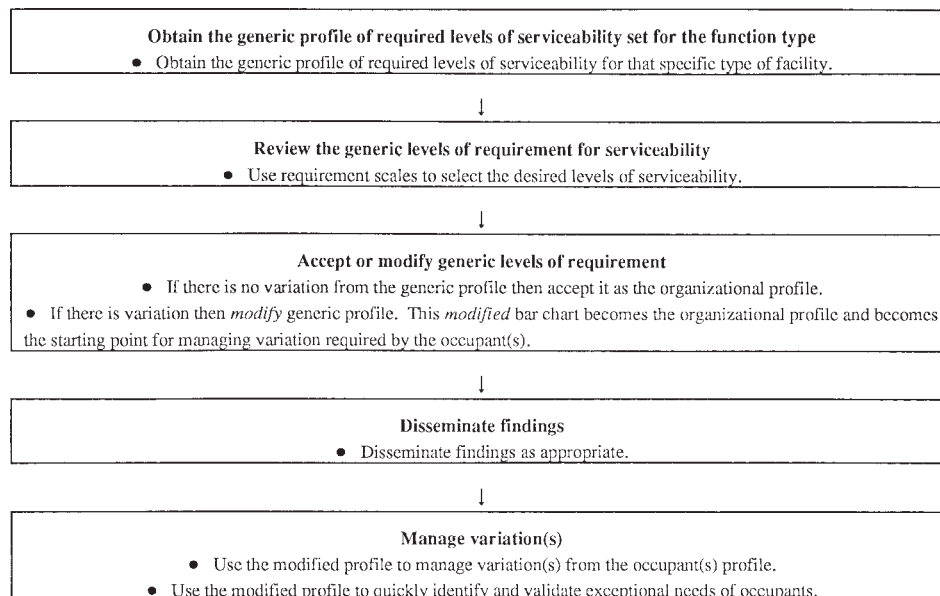 Obtain the generic profile of required levels of serviceability set for the function type
● Obtain the generic profile of required levels of serviceability for that specific type of facility.
↓
Review the generic levels of requirement for serviceability
● Use requirement scales to select the desired levels of serviceability.
↓
Accept or modify generic levels of requirement
● If there is no variation from the generic profile then accept it as the organizational profile.
● If there is variation then modify generic profile. This modified bar chart becomes the organizational profile and becomes
the starting point for managing variation required by the occupant(s).
↓
Disseminate findings
● Disseminate findings as appropriate.
↓
Manage variation(s)
● Use the modified profile to manage variation(s) from the occupant(s) profile.
● Use the modified profile to quickly identify and validate exceptional needs of occupants.